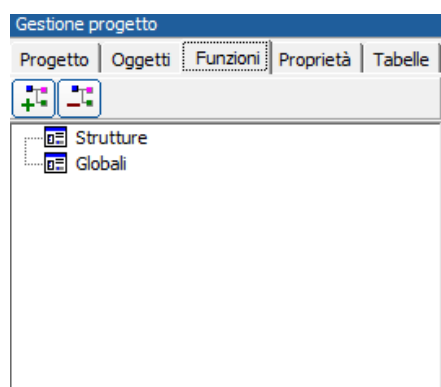 Gestione progetto
Progetto Oggetti Funzioni Proprietà Tabelle
Strutture
Globali